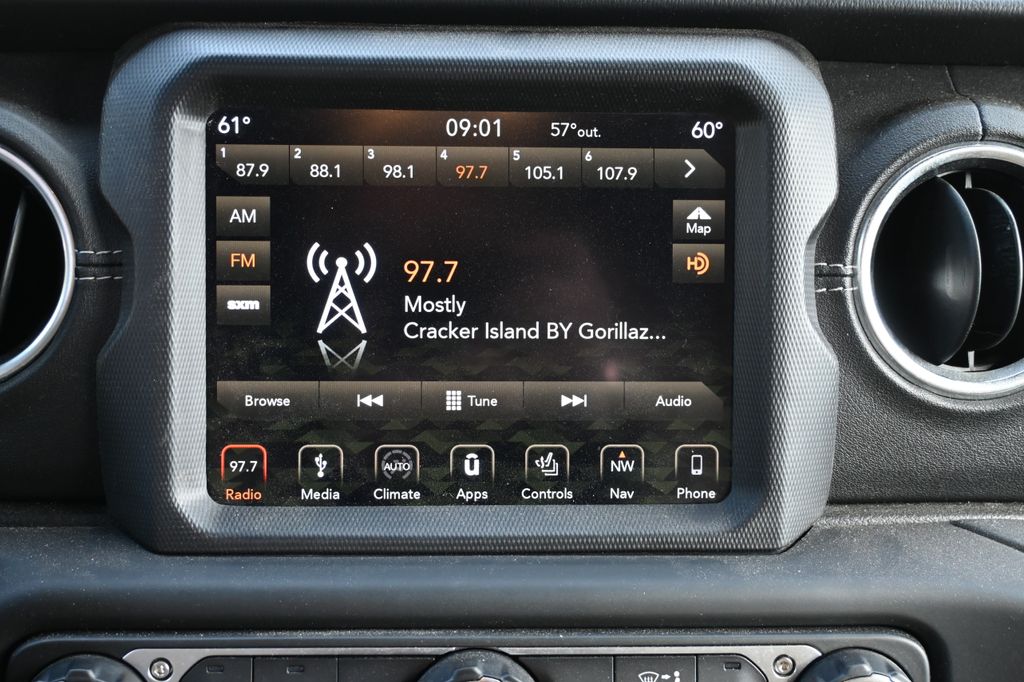 61° 09:01 57°out. 60°
1 87.9 2 88.1 3 98.1 4 97.7 5 105.1 6 107.9
AM
Map
FM
HD
97.7
sxm
Mostly
Cracker Island BY Gorillaz...
Browse Tune Audio
97.7 AUTO NW
Radio Media Climate Apps Controls Nav Phone